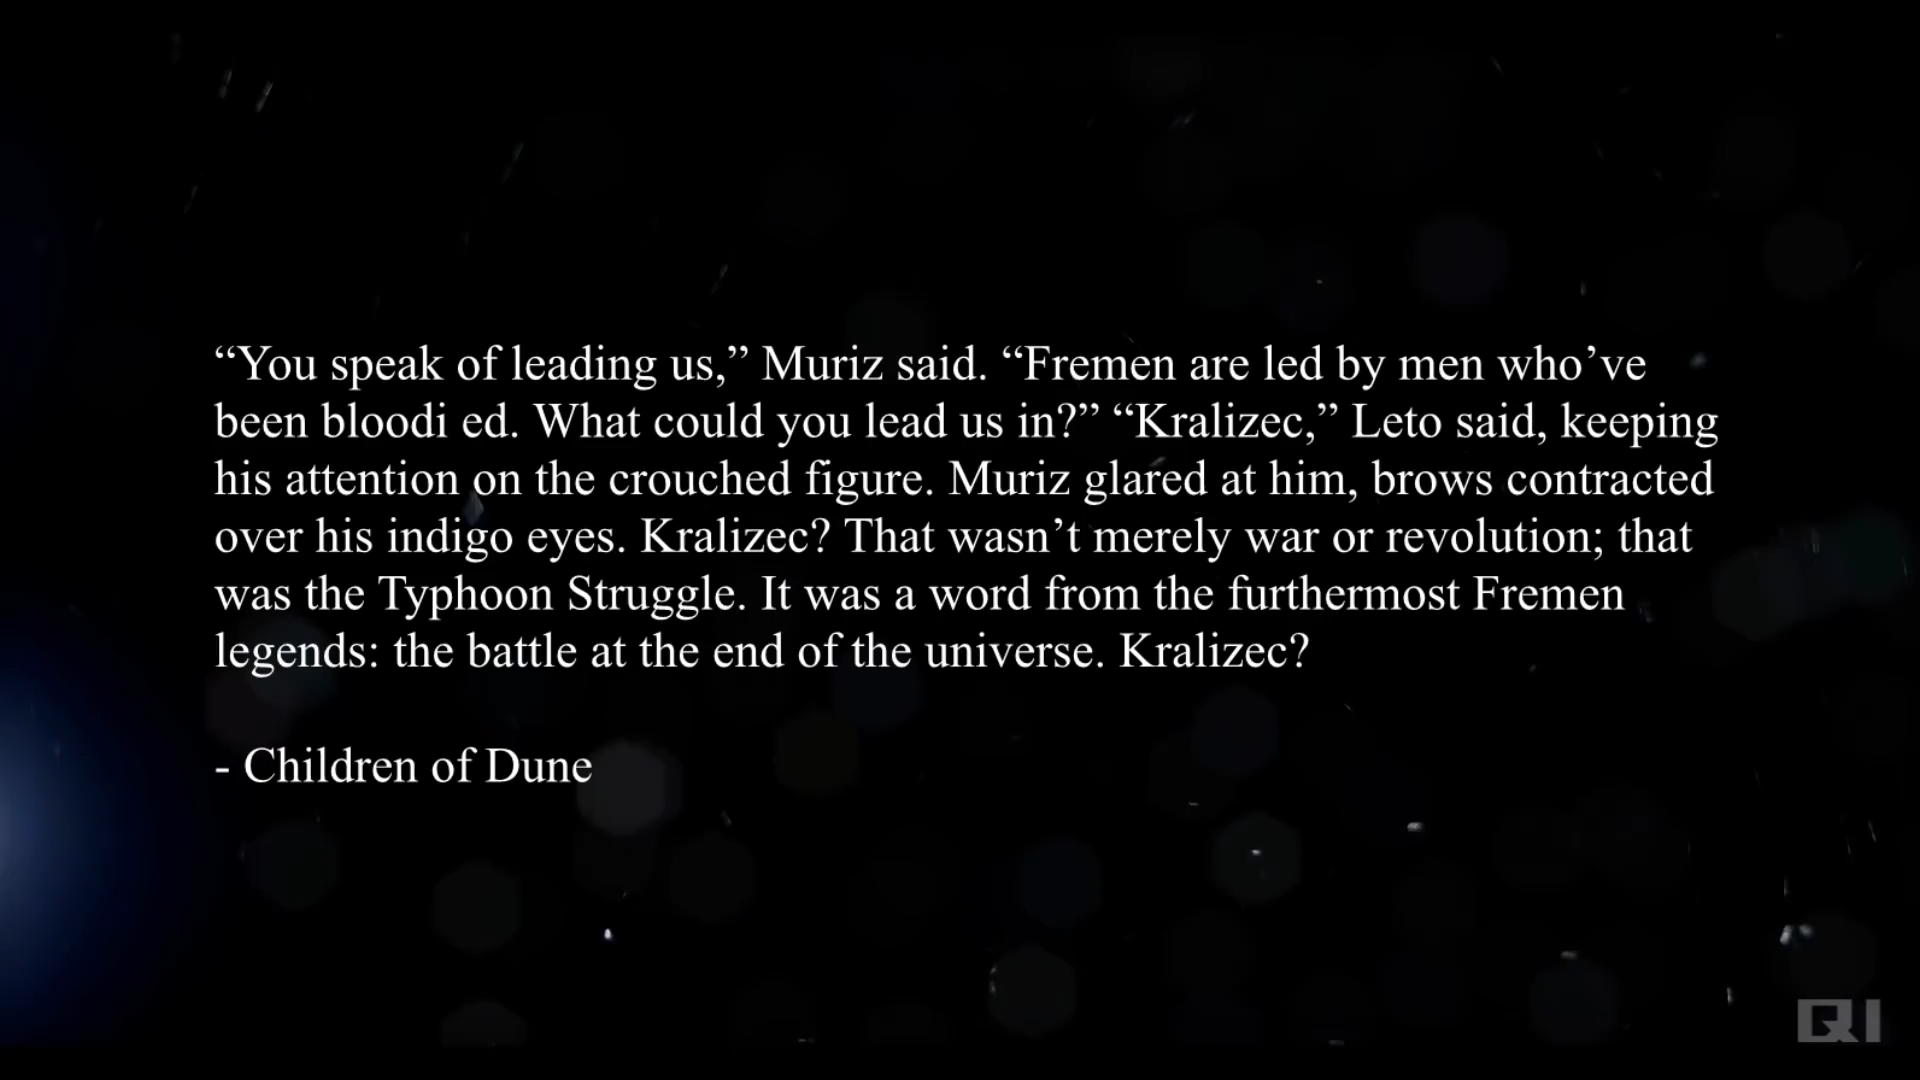 “You speak of leading us,” Muriz said. “Fremen are led by men who’ve
been bloodi ed. What could you lead us in?” “Kralizec,” Leto said, keeping
his attention on the crouched figure. Muriz glared at him, brows contracted
over his indigo eyes. Kralizec? That wasn’t merely war or revolution; that
was the Typhoon Struggle. It was a word from the furthermost Fremen
legends: the battle at the end of the universe. Kralizec?
- Children of Dune
QI